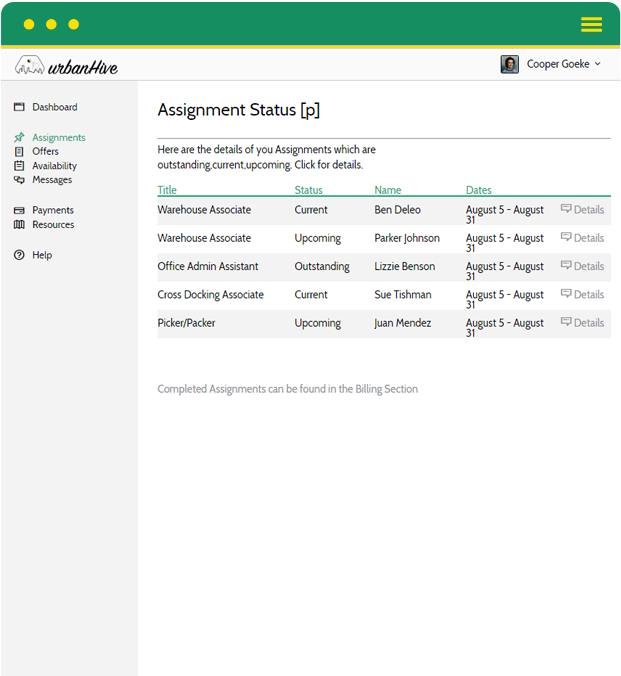 urbanHive
Cooper Goeke
Dashboard
Assignments
Offers
Availability
Messages
Payments
Resources
Help
Assignment Status [p]
Here are the details of you Assignments which are
outstanding,current,upcoming. Click for details.
Title Status Name Dates
Warehouse Associate Current Ben Deleo August 5 - August Details
31
Warehouse Associate Upcoming Parker Johnson August 5 - August Details
31
Office Admin Assistant Outstanding Lizzie Benson August 5 - August Details
31
Cross Docking Associate Current Sue Tishman August 5 - August Details
31
Picker/Packer Upcoming Juan Mendez August 5 - August Details
31
Completed Assignments can be found in the Billing Section